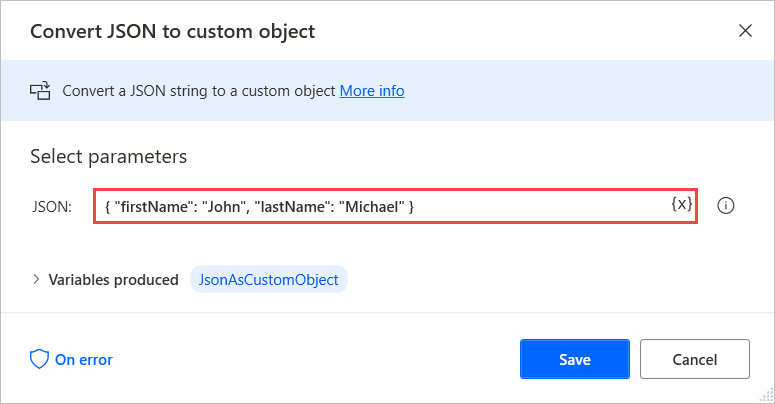 Convert JSON to custom object
Convert a JSON string to a custom object More info
Select parameters
JSON: { "firstName": "John", "lastName": "Michael" } {x}
Variables produced JsonAsCustomObject
On error Save Cancel